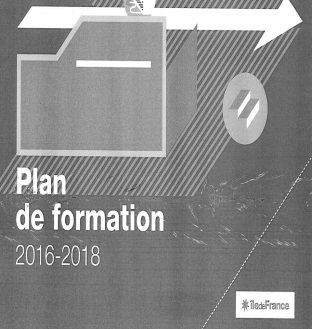 Plan
de formation
2016-2018
îledeFrance